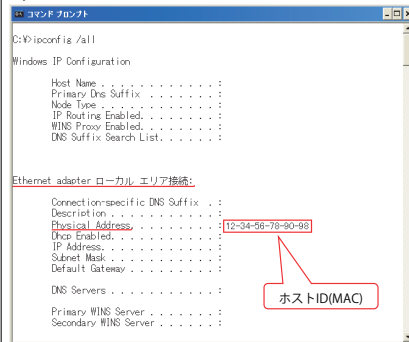 コマンド プロンプト
C:¥>ipconfig /all
Windows IP Configuration
Host Name . . . . . . . . . . . . :
Primary Dns Suffix . . . . . . . :
Node Type . . . . . . . . . . . . :
IP Routing Enabled. . . . . . . . :
WINS Proxy Enabled. . . . . . . . :
DNS Suffix Search List. . . . . . :
Ethernet adapter ローカル エリア接続:
Connection-specific DNS Suffix . :
Description . . . . . . . . . . . :
Physical Address. . . . . . . . . : 12-34-56-78-90-98
Dhcp Enabled. . . . . . . . . . . :
IP Address. . . . . . . . . . . . :
Subnet Mask . . . . . . . . . . . :
Default Gateway . . . . . . . . . :
DNS Servers . . . . . . . . . . . :
ホストID(MAC)
Primary WINS Server . . . . . . . :
Secondary WINS Server . . . . . . :